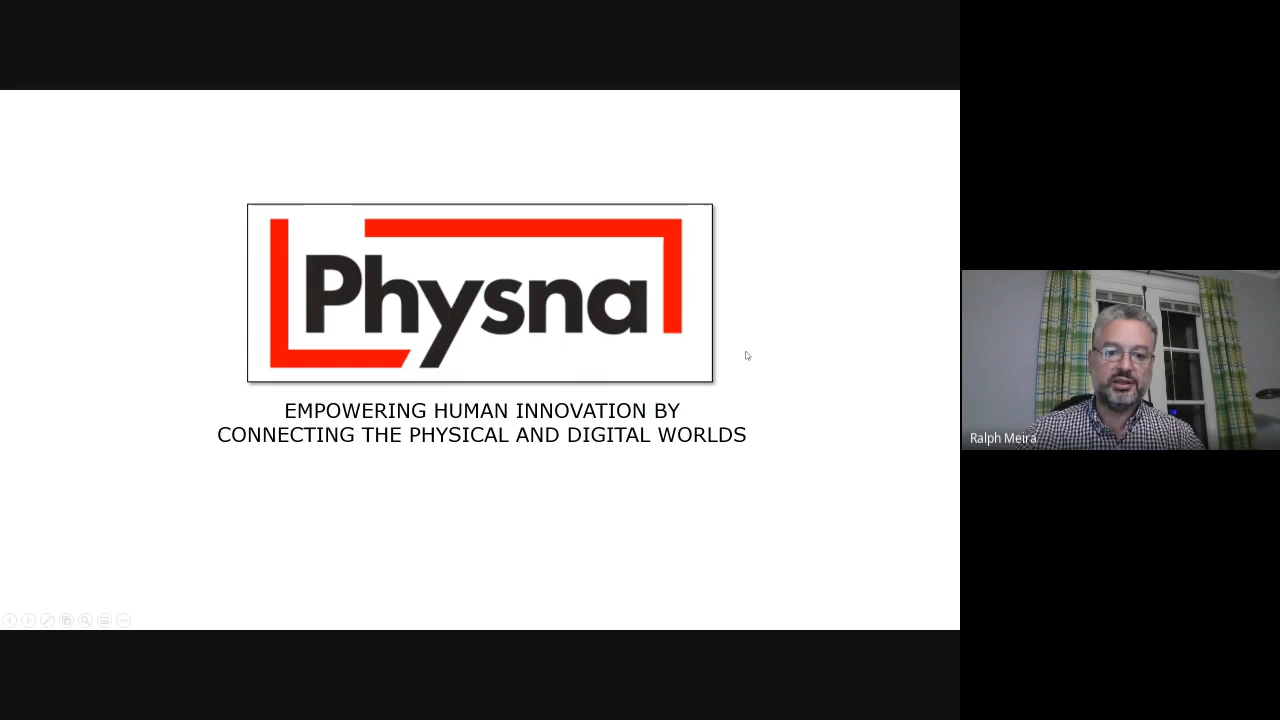 Physna
EMPOWERING HUMAN INNOVATION BY
CONNECTING THE PHYSICAL AND DIGITAL WORLDS
Ralph Meira